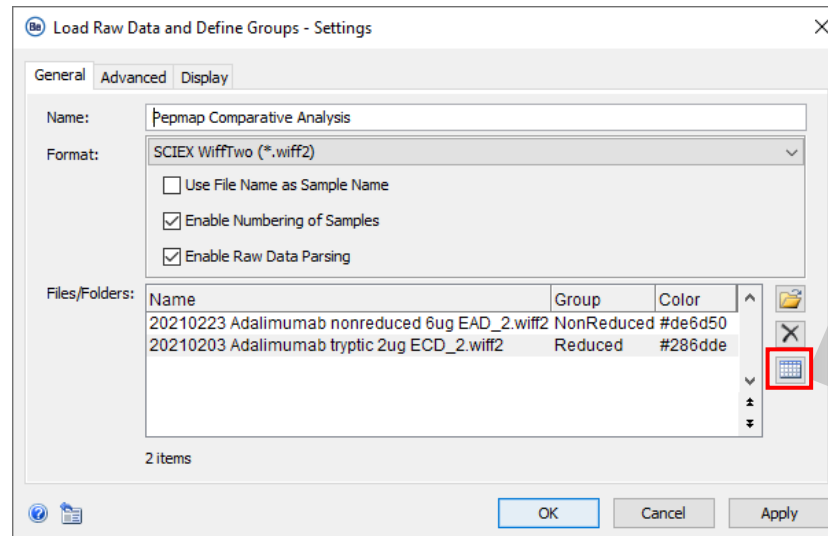 Be Load Raw Data and Define Groups - Settings
General Advanced Display
Name: Pepmap Comparative Analysis
Format: SCIEX WiffTwo (*.wiff2)
Use File Name as Sample Name
Enable Numbering of Samples
Enable Raw Data Parsing
Files/Folders: Name Group Color
20210223 Adalimumab nonreduced 6ug EAD_2.wiff2 NonReduced #de6d50
20210203 Adalimumab tryptic 2ug ECD_2.wiff2 Reduced #286dde
2 items
OK Cancel Apply